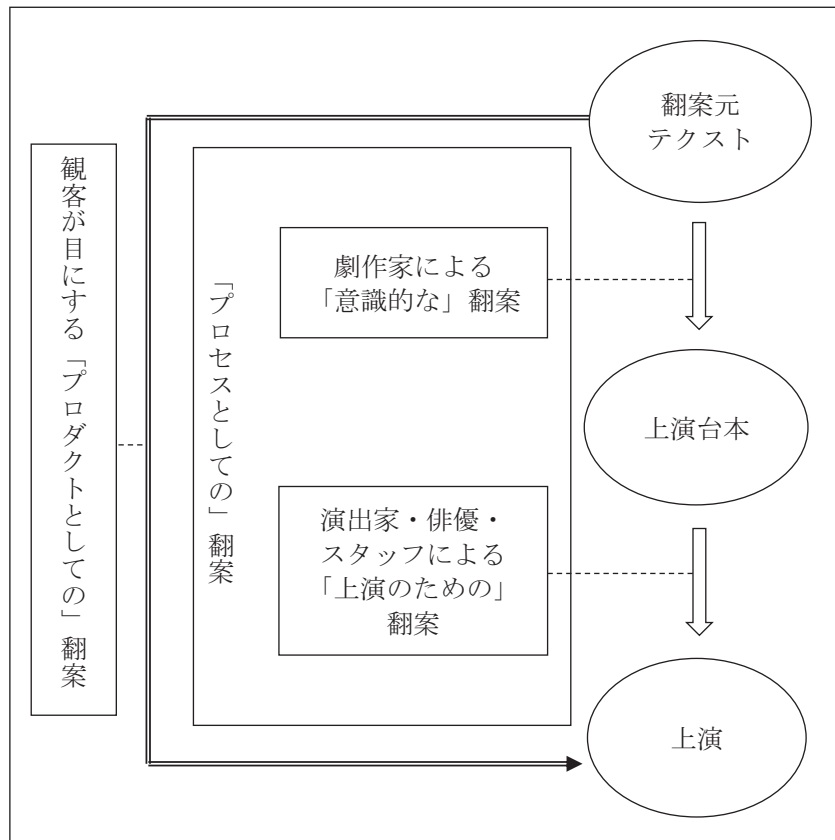 翻案元
テクスト
観客が目にする「プロダクトとしての」翻案
「プロセスとしての」翻案
劇作家による
「意識的な」翻案
上演台本
演出家・俳優・
スタッフによる
「上演のための」
翻案
上演